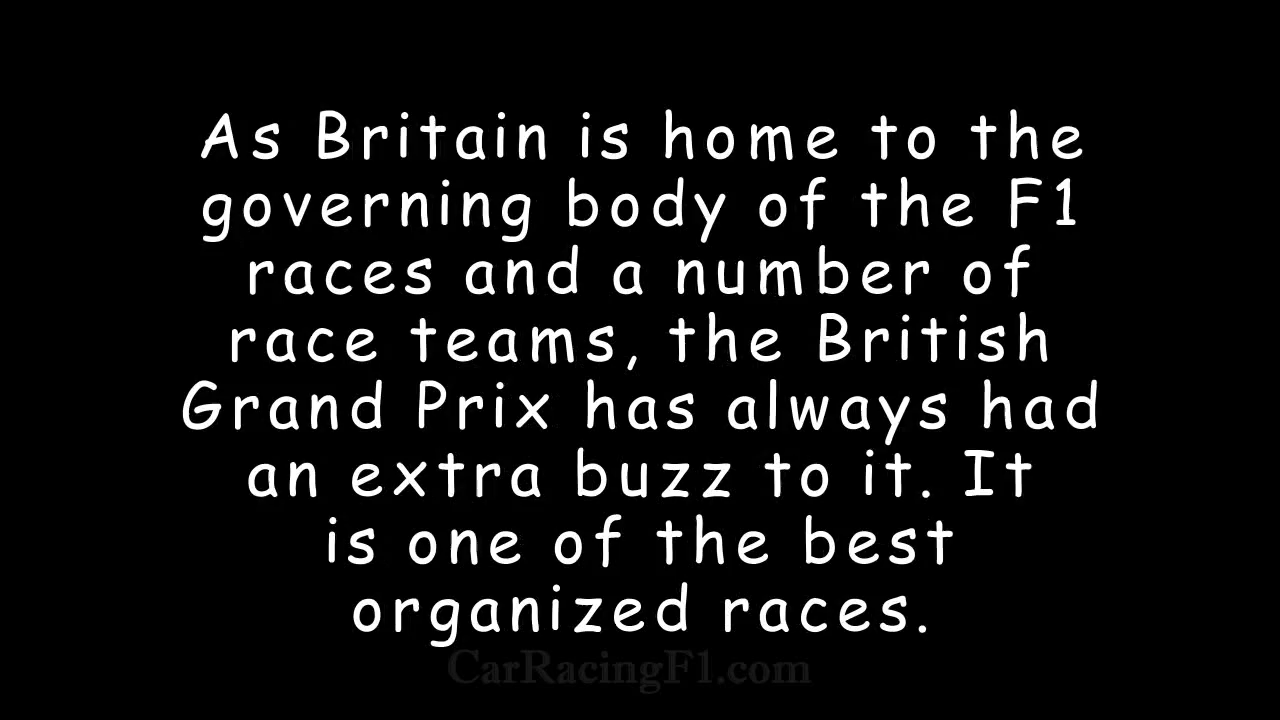 As Britain is home to the
governing body of the F1
races and a number of
race teams, the British
Grand Prix has always had
an extra buzz to it. It
is one of the best
organized races.
CarRacingF1.com